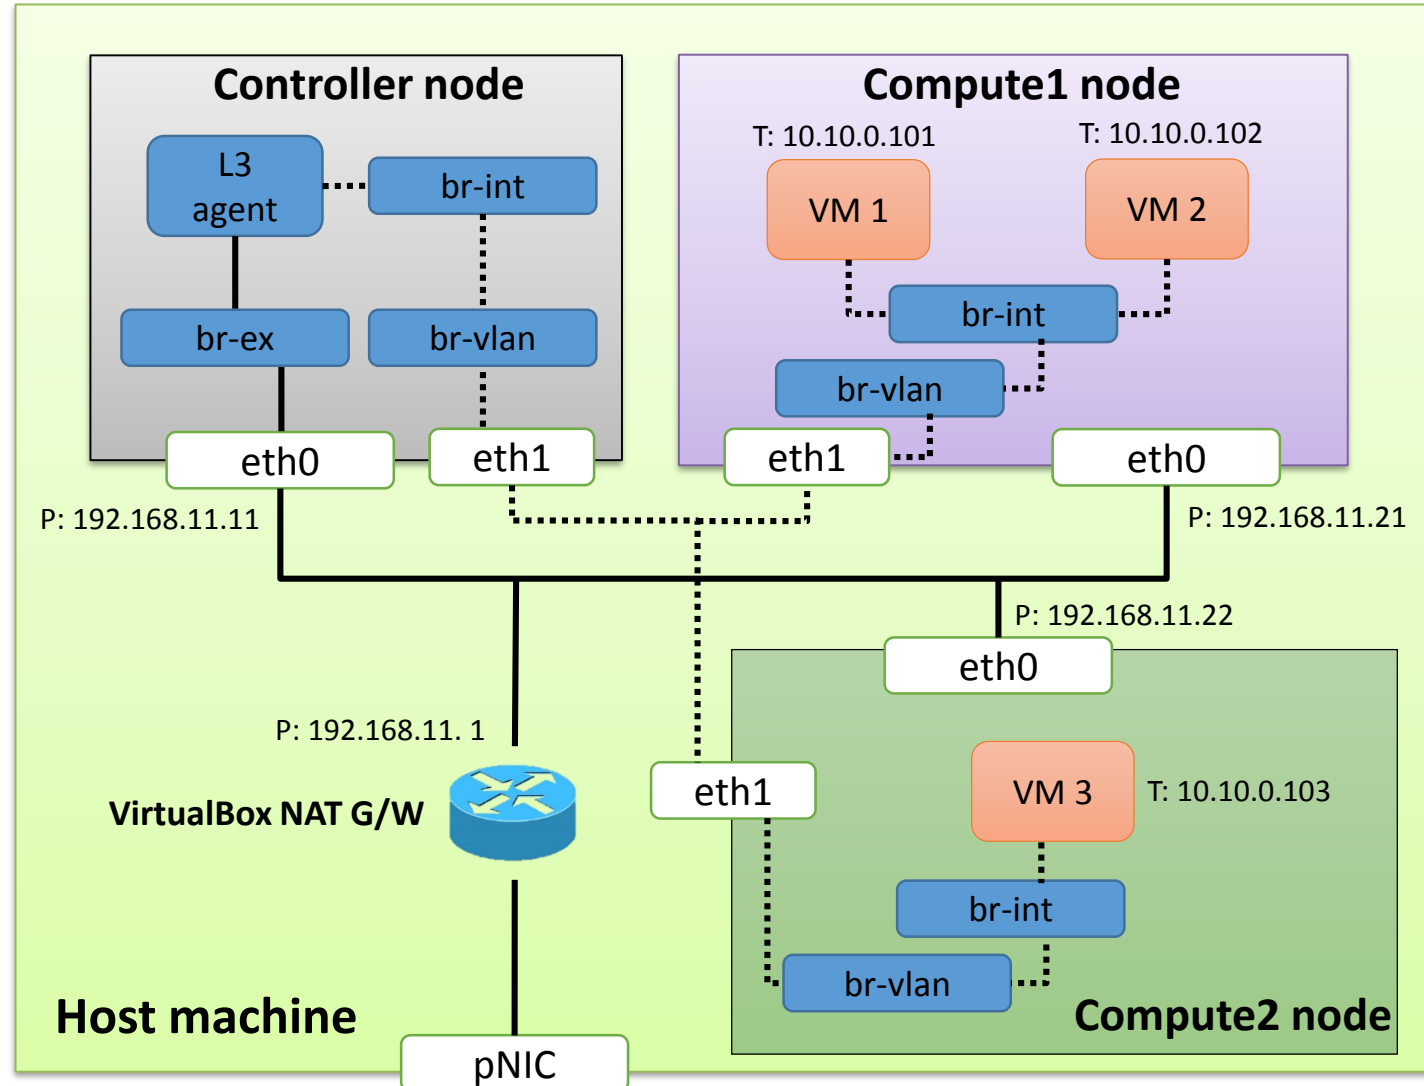 Controller node
L3
agent
br-int
br-ex
br-vlan
eth0
eth1
P: 192.168.11.11
Compute1 node
T: 10.10.0.101
T: 10.10.0.102
VM 1
VM 2
br-int
br-vlan
eth1
eth0
P: 192.168.11.21
P: 192.168.11.22
eth0
P: 192.168.11. 1
VirtualBox NAT G/W
eth1
VM 3
T: 10.10.0.103
br-int
br-vlan
Compute2 node
Host machine
pNIC